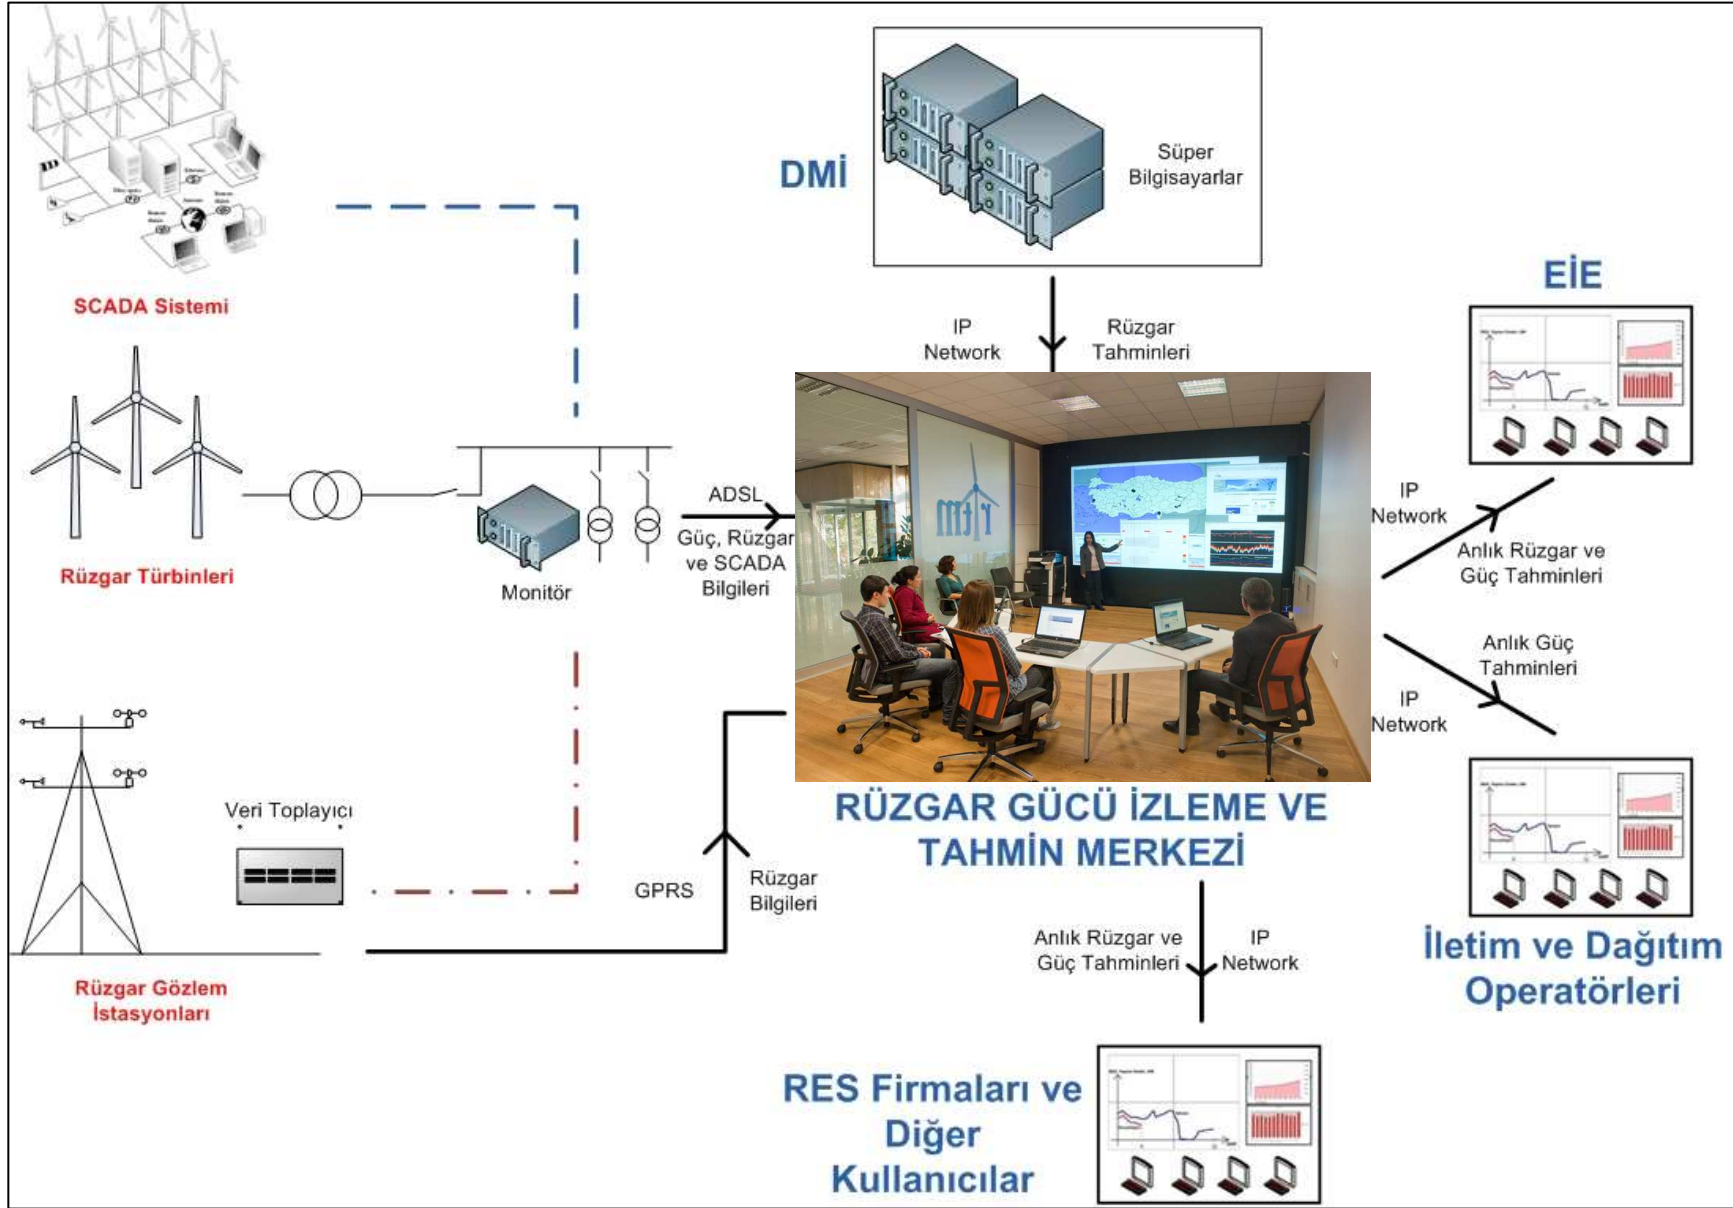 DMİ
Süper
Bilgisayarlar
SCADA Sistemi
EİE
IP
Network
Rüzgar
Tahminleri
Rüzgar Türbinleri
Monitör
ADSL
Güç, Rüzgar
ve SCADA
Bilgileri
ritm
IP
Network
Anlık Rüzgar ve
Güç Tahminleri
Anlık Güç
Tahminleri
IP
Network
Veri Toplayıcı
RÜZGAR GÜCÜ İZLEME VE
TAHMİN MERKEZİ
GPRS
Rüzgar
Bilgileri
Rüzgar Gözlem
İstasyonları
Anlık Rüzgar ve
Güç Tahminleri
IP
Network
İletim ve Dağıtım
Operatörleri
RES Firmaları ve
Diğer
Kullanıcılar